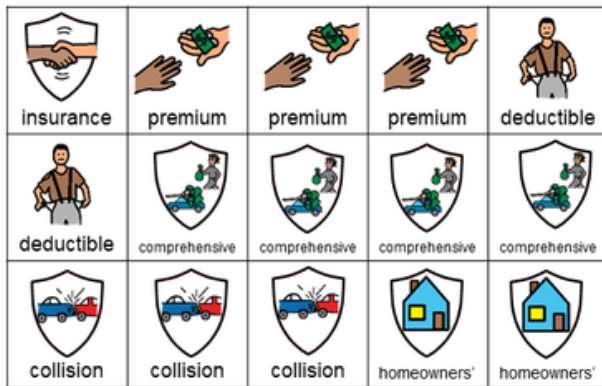 insurance premium premium premium deductible
deductible comprehensive comprehensive comprehensive comprehensive
collision collision collision homeowners' homeowners'